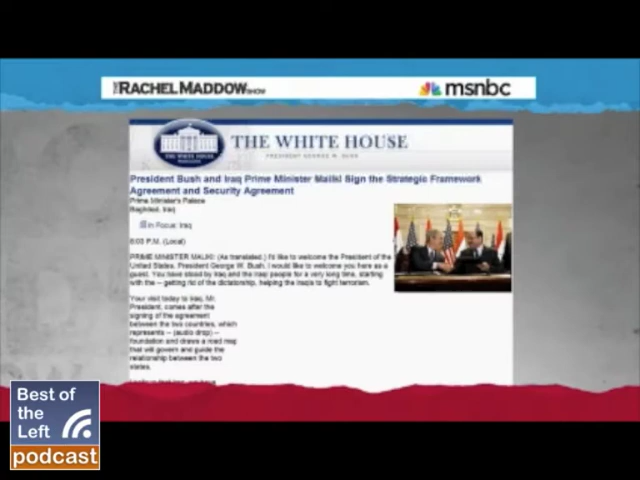 THE RACHEL MADDOW SHOW
msnbc
THE WHITE HOUSE
PRESIDENT GEORGE W. BUSH
THE WHITE HOUSE
President Bush and Iraq Prime Minister Maliki Sign the Strategic Framework
Agreement and Security Agreement
Prime Minister's Palace
Baghdad, Iraq
In Focus: Iraq
P.M. (Local)
PRIME MINISTER MALIKI: (As translated.) I'd like to welcome the President of the
United States, President George W. Bush. I would like to welcome you here as a
guest. You have stood by Iraq and the Iraqi people for a very long time, starting
with the -- getting rid of the dictatorship, helping the Iraqis to fight terrorism.
Your visit today to Iraq, Mr.
President, comes after the
signing of the agreement
between the two countries, which
represents -- (audio drop) --
foundation and draws a road map
that will govern and guide the
relationship between the two
states.
Best of
the
Left
podcast